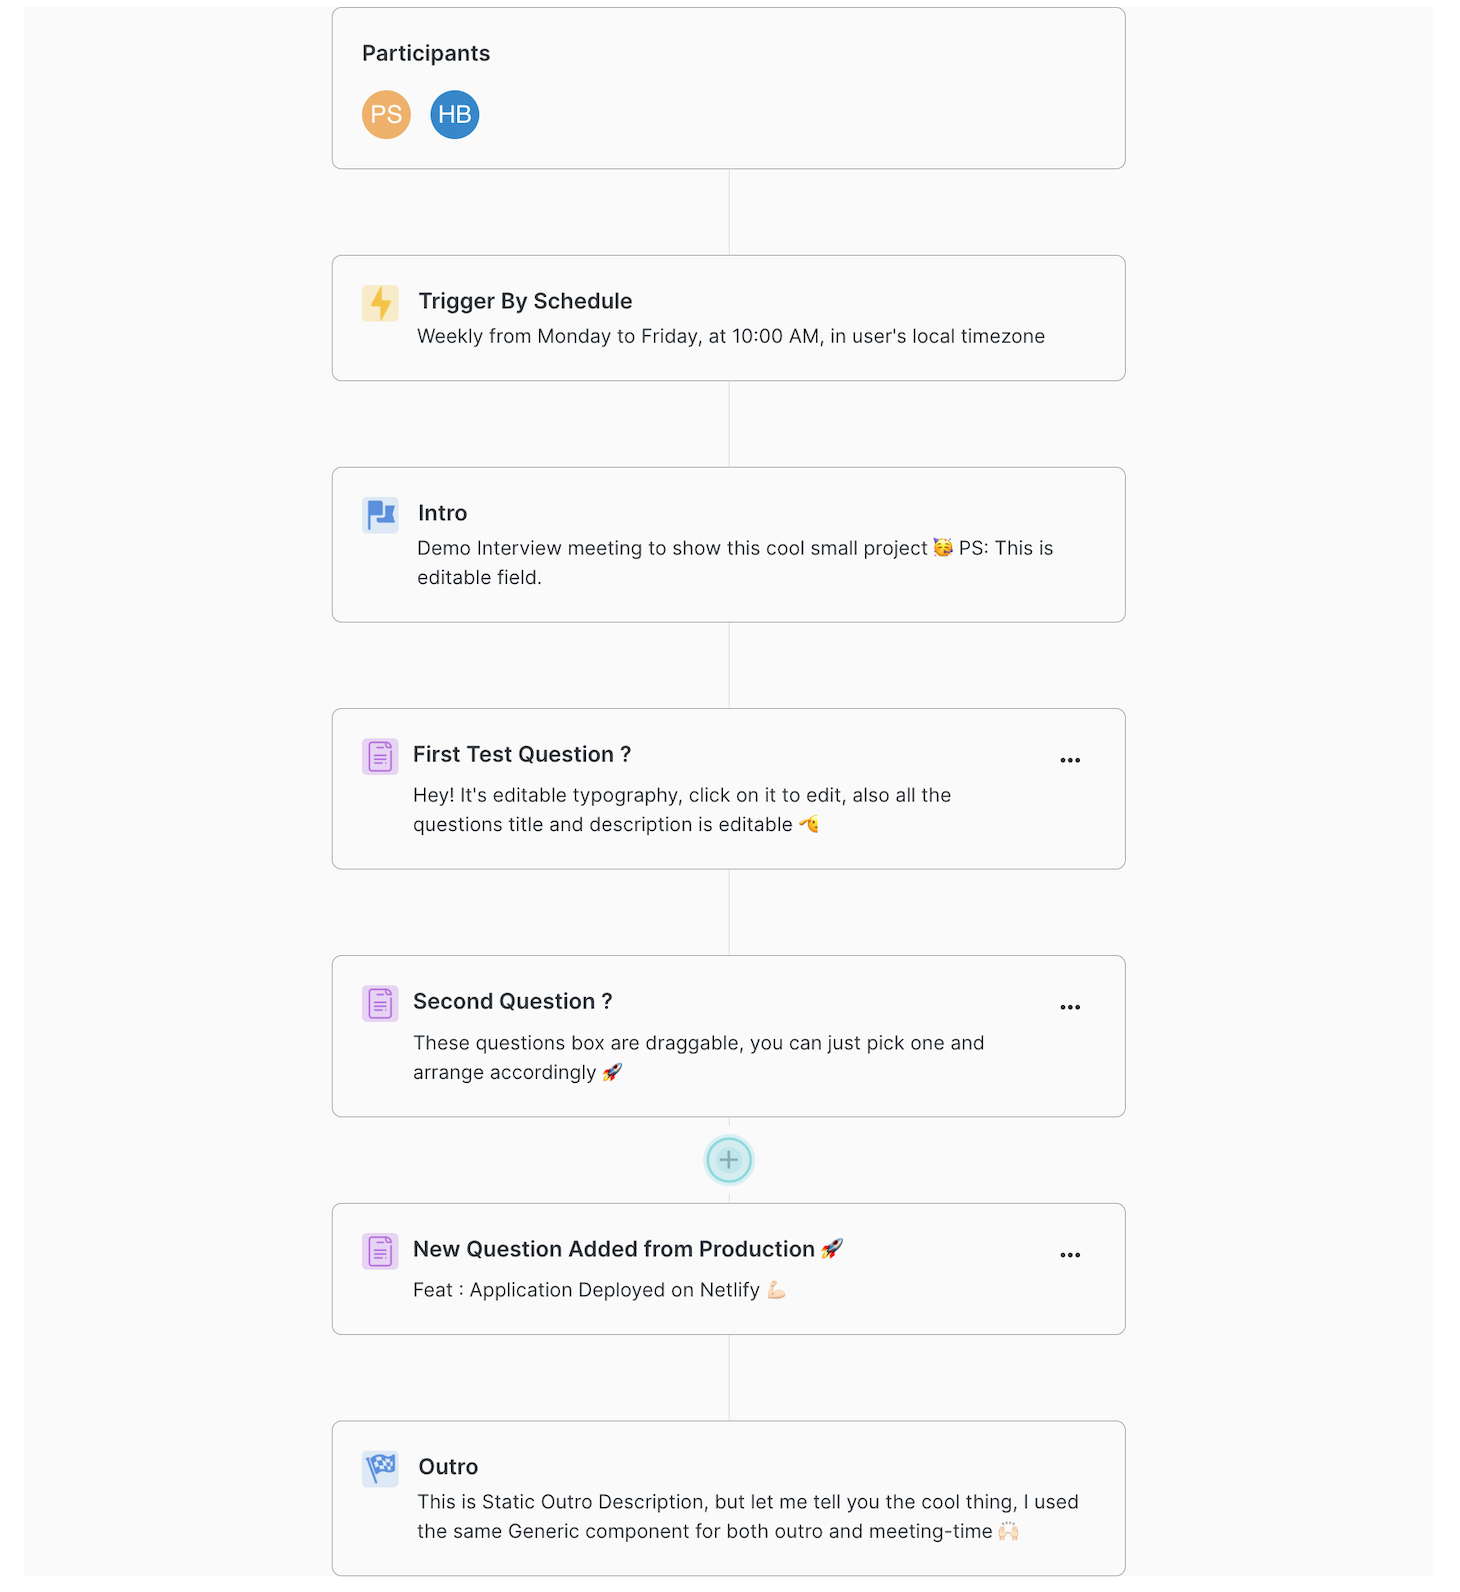 Participants
PS HB
Trigger By Schedule
Weekly from Monday to Friday, at 10:00 AM, in user's local timezone
Intro
Demo Interview meeting to show this cool small project 🥳 PS: This is
editable field.
First Test Question ?
Hey! It's editable typography, click on it to edit, also all the
questions title and description is editable 🫡
Second Question ?
These questions box are draggable, you can just pick one and
arrange accordingly 🚀
New Question Added from Production 🚀
Feat : Application Deployed on Netlify 💪🏻
Outro
This is Static Outro Description, but let me tell you the cool thing, I used
the same Generic component for both outro and meeting-time 🙌🏻